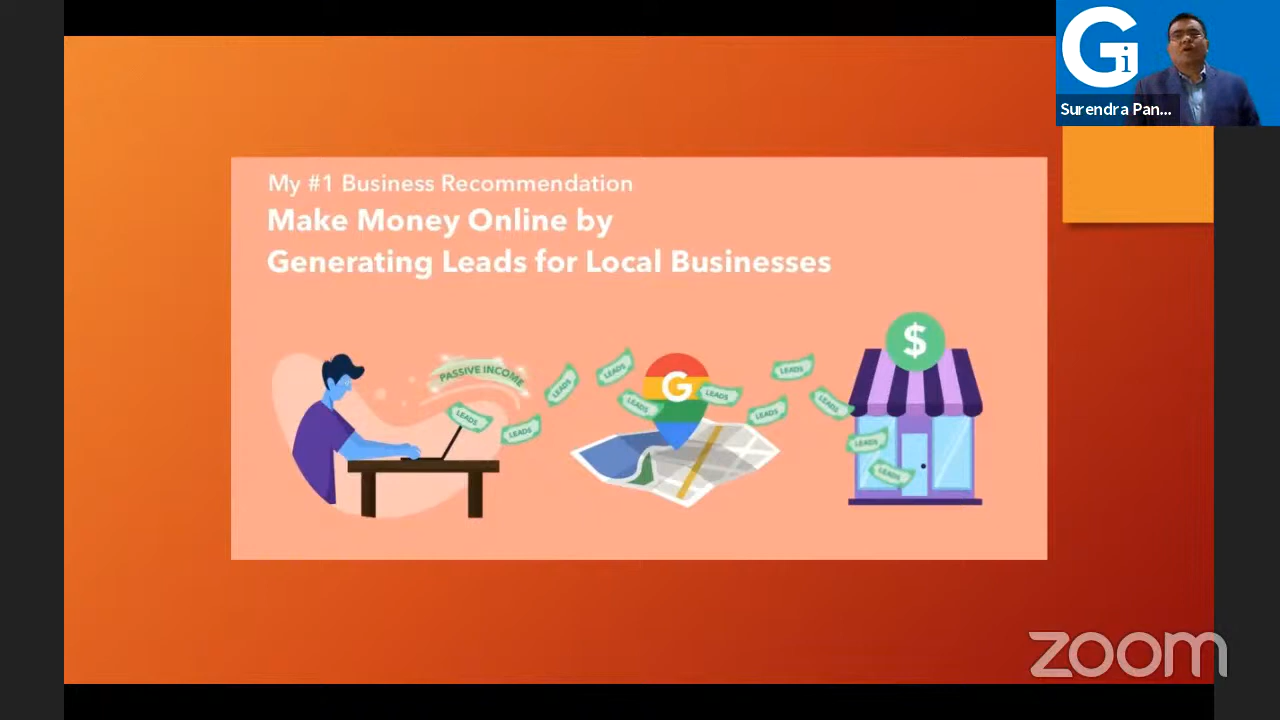 Gi
Surendra Pan...
My #1 Business Recommendation
Make Money Online by
Generating Leads for Local Businesses
$
PASSIVE INCOME
G
LEADS
LEADS
LEADS
LEADS
LEADS
LEADS
LEADS
LEADS
LEADS
LEADS
LEADS
zoom